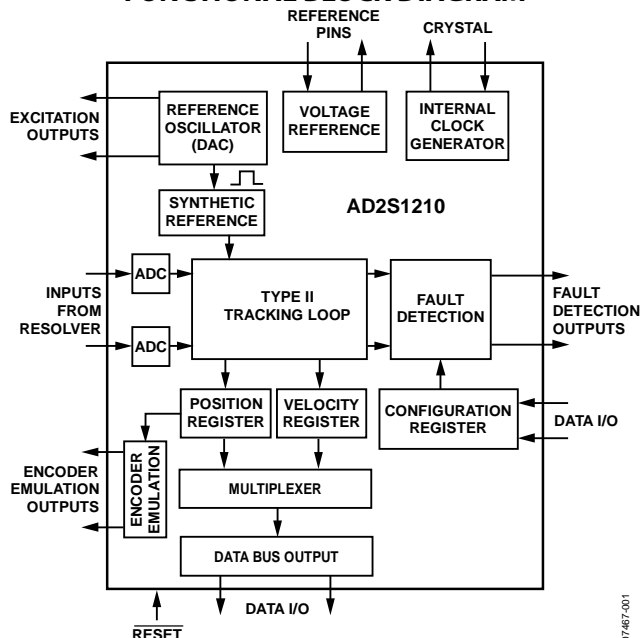 FUNCTIONAL BLOCK DIAGRAM
REFERENCE
PINS
CRYSTAL
EXCITATION
OUTPUTS
REFERENCE
OSCILLATOR
(DAC)
VOLTAGE
REFERENCE
INTERNAL
CLOCK
GENERATOR
SYNTHETIC
REFERENCE
AD2S1210
INPUTS
FROM
RESOLVER
ADC
ADC
TYPE II
TRACKING LOOP
FAULT
DETECTION
FAULT
DETECTION
OUTPUTS
POSITION
REGISTER
VELOCITY
REGISTER
CONFIGURATION
REGISTER
DATA I/O
ENCODER
EMULATION
OUTPUTS
ENCODER
EMULATION
MULTIPLEXER
DATA BUS OUTPUT
DATA I/O
RESET